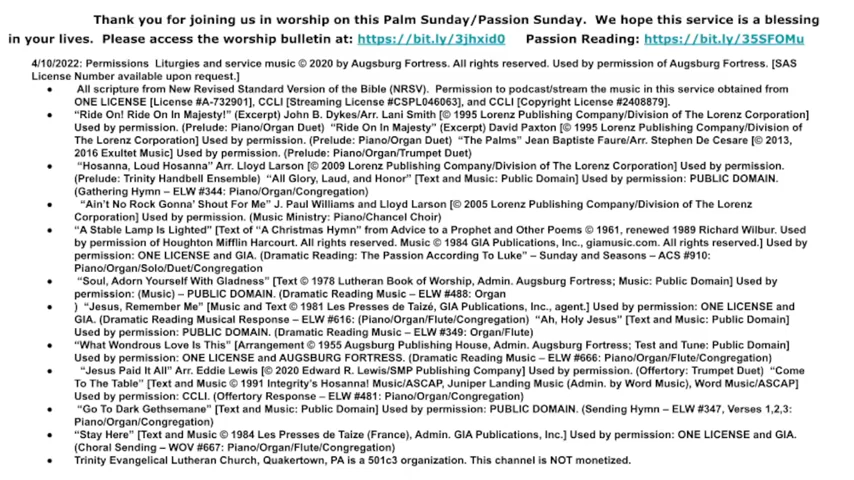 Thank you for joining us in worship on this Palm Sunday/Passion Sunday. We hope this service is a blessing
in your lives. Please access the worship bulletin at: https://bit.ly/3jhxid0 Passion Reading: https://bit.ly/35SFOMu
4/10/2022: Permissions Liturgies and service music © 2020 by Augsburg Fortress. All rights reserved. Used by permission of Augsburg Fortress. [SAS
License Number available upon request.]
● All scripture from New Revised Standard Version of the Bible (NRSV). Permission to podcast/stream the music in this service obtained from
ONE LICENSE [License #A-732901], CCLI [Streaming License #CSPL046063], and CCLI [Copyright License #2408879].
● “Ride On! Ride On In Majesty!” (Excerpt) John B. Dykes/Arr. Lani Smith [© 1995 Lorenz Publishing Company/Division of The Lorenz Corporation]
Used by permission. (Prelude: Piano/Organ Duet) “Ride On In Majesty” (Excerpt) David Paxton [© 1995 Lorenz Publishing Company/Division of
The Lorenz Corporation] Used by permission. (Prelude: Piano/Organ Duet) “The Palms” Jean Baptiste Faure/Arr. Stephen De Cesare [© 2013,
2016 Exultet Music] Used by permission. (Prelude: Piano/Organ/Trumpet Duet)
● “Hosanna, Loud Hosanna” Arr. Lloyd Larson [© 2009 Lorenz Publishing Company/Division of The Lorenz Corporation] Used by permission.
(Prelude: Trinity Handbell Ensemble) “All Glory, Laud, and Honor” [Text and Music: Public Domain] Used by permission: PUBLIC DOMAIN.
(Gathering Hymn – ELW #344: Piano/Organ/Congregation)
● “Ain’t No Rock Gonna’ Shout For Me” J. Paul Williams and Lloyd Larson [© 2005 Lorenz Publishing Company/Division of The Lorenz
Corporation] Used by permission. (Music Ministry: Piano/Chancel Choir)
● “A Stable Lamp Is Lighted” [Text of “A Christmas Hymn” from Advice to a Prophet and Other Poems © 1961, renewed 1989 Richard Wilbur. Used
by permission of Houghton Mifflin Harcourt. All rights reserved. Music © 1984 GIA Publications, Inc., giamusic.com. All rights reserved.] Used by
permission: ONE LICENSE and GIA. (Dramatic Reading: The Passion According To Luke” – Sunday and Seasons – ACS #910:
Piano/Organ/Solo/Duet/Congregation
● “Soul, Adorn Yourself With Gladness” [Text © 1978 Lutheran Book of Worship, Admin. Augsburg Fortress; Music: Public Domain] Used by
permission: (Music) – PUBLIC DOMAIN. (Dramatic Reading Music – ELW #488: Organ
● ) “Jesus, Remember Me” [Music and Text © 1981 Les Presses de Taizé, GIA Publications, Inc., agent.] Used by permission: ONE LICENSE and
GIA. (Dramatic Reading Musical Response – ELW #616: (Piano/Organ/Flute/Congregation) “Ah, Holy Jesus” [Text and Music: Public Domain]
Used by permission: PUBLIC DOMAIN. (Dramatic Reading Music – ELW #349: Organ/Flute)
● “What Wondrous Love Is This” [Arrangement © 1955 Augsburg Publishing House, Admin. Augsburg Fortress; Test and Tune: Public Domain]
Used by permission: ONE LICENSE and AUGSBURG FORTRESS. (Dramatic Reading Music – ELW #666: Piano/Organ/Flute/Congregation)
● “Jesus Paid It All” Arr. Eddie Lewis [© 2020 Edward R. Lewis/SMP Publishing Company] Used by permission. (Offertory: Trumpet Duet) “Come
To The Table” [Text and Music © 1991 Integrity’s Hosanna! Music/ASCAP, Juniper Landing Music (Admin. by Word Music), Word Music/ASCAP]
Used by permission: CCLI. (Offertory Response – ELW #481: Piano/Organ/Congregation)
● “Go To Dark Gethsemane” [Text and Music: Public Domain] Used by permission: PUBLIC DOMAIN. (Sending Hymn – ELW #347, Verses 1,2,3:
Piano/Organ/Congregation)
● “Stay Here” [Text and Music © 1984 Les Presses de Taize (France), Admin. GIA Publications, Inc.] Used by permission: ONE LICENSE and GIA.
(Choral Sending – WOV #667: Piano/Organ/Flute/Congregation)
● Trinity Evangelical Lutheran Church, Quakertown, PA is a 501c3 organization. This channel is NOT monetized.